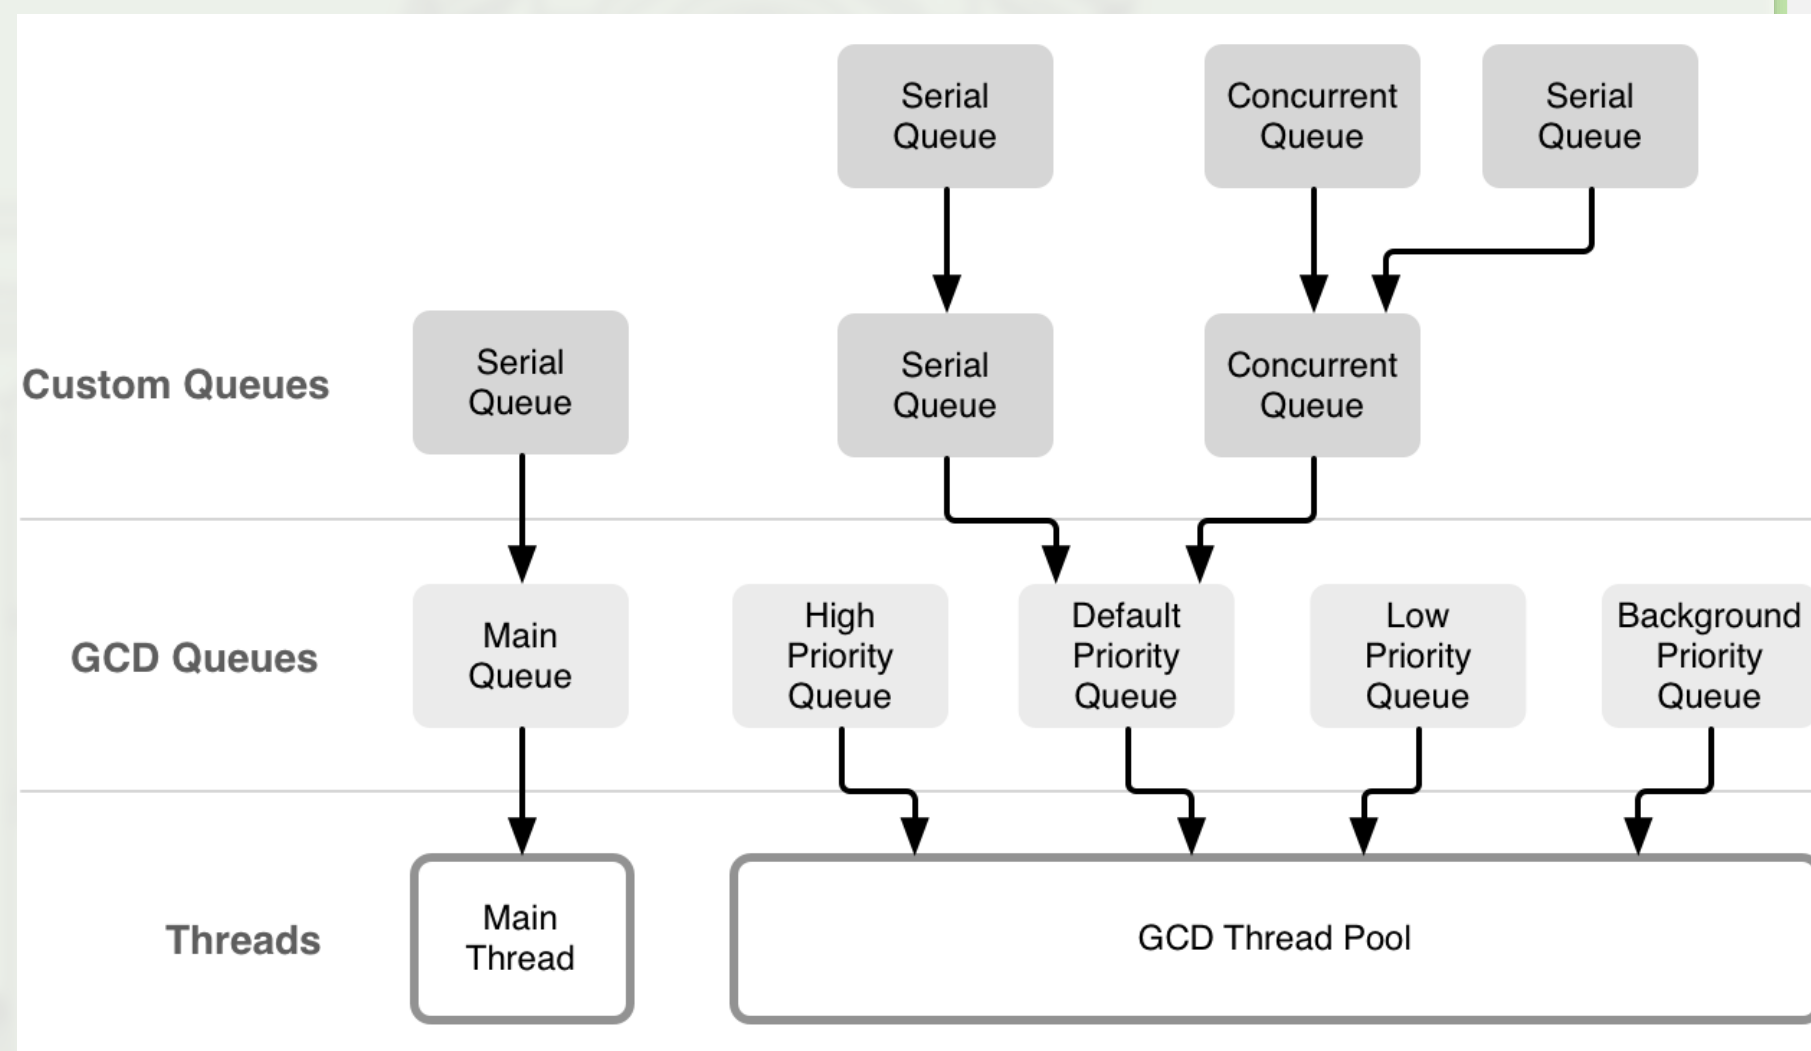 Serial
Queue
Concurrent
Queue
Serial
Queue
Custom Queues
Serial
Queue
Serial
Queue
Concurrent
Queue
GCD Queues
Main
Queue
High
Priority
Queue
Default
Priority
Queue
Low
Priority
Queue
Background
Priority
Queue
Threads
Main
Thread
GCD Thread Pool